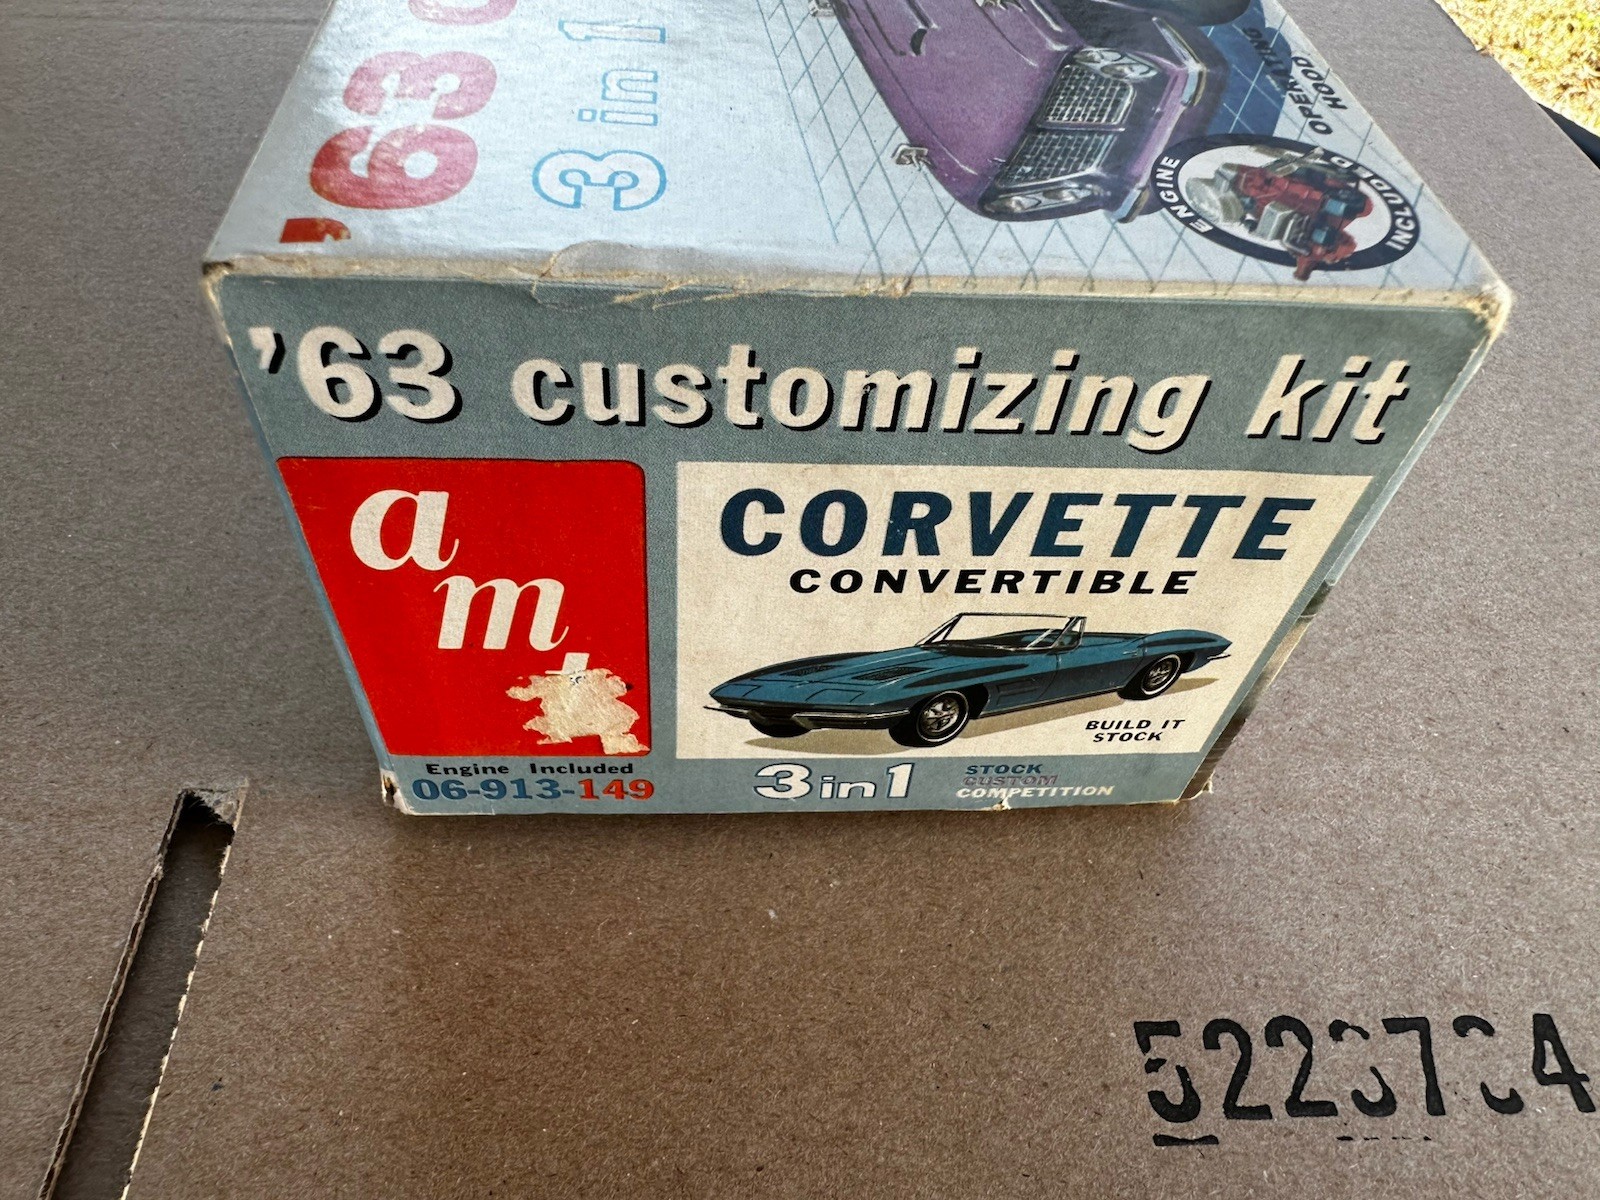 '63
3 in 1
OPERATING
HOOD
ENGINE INCLUDED
'63 customizing kit
amt
CORVETTE
CONVERTIBLE
BUILD IT
STOCK
Engine Included
06-913-149
3 in 1
STOCK
CUSTOM
COMPETITION